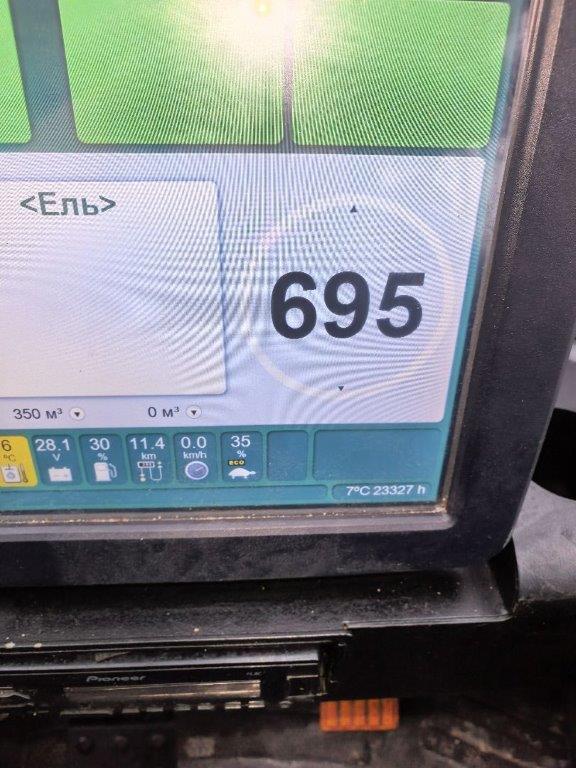 <Ель>
695
350 м³ 0 м³
6 28.1 30 11.4 0.0 35
°C V % km km/h %
ECO
7°C 23327 h
Pioneer